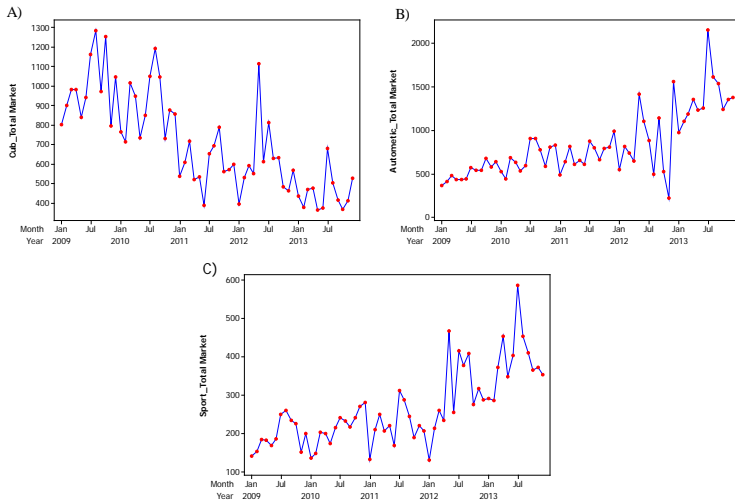 A)
Cub_Total Market
1300
1200
1100
1000
900
800
700
600
500
400
Month Jan Jul Jan Jul Jan Jul Jan Jul Jan Jul
Year 2009 2010 2011 2012 2013
B)
Autometic_Total Market
2000
1500
1000
500
0
Month Jan Jul Jan Jul Jan Jul Jan Jul Jan Jul
Year 2009 2010 2011 2012 2013
C)
Sport_Total Market
600
500
400
300
200
100
Month Jan Jul Jan Jul Jan Jul Jan Jul Jan Jul
Year 2009 2010 2011 2012 2013